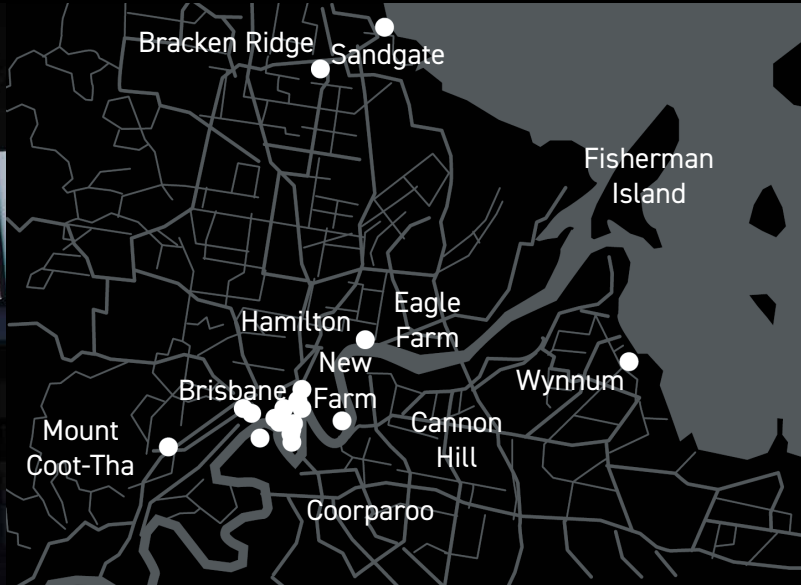 Bracken Ridge
Sandgate
Fisherman
Island
Eagle
Farm
Hamilton
New
Farm
Brisbane
Wynnum
Mount
Coot-Tha
Cannon
Hill
Coorparoo